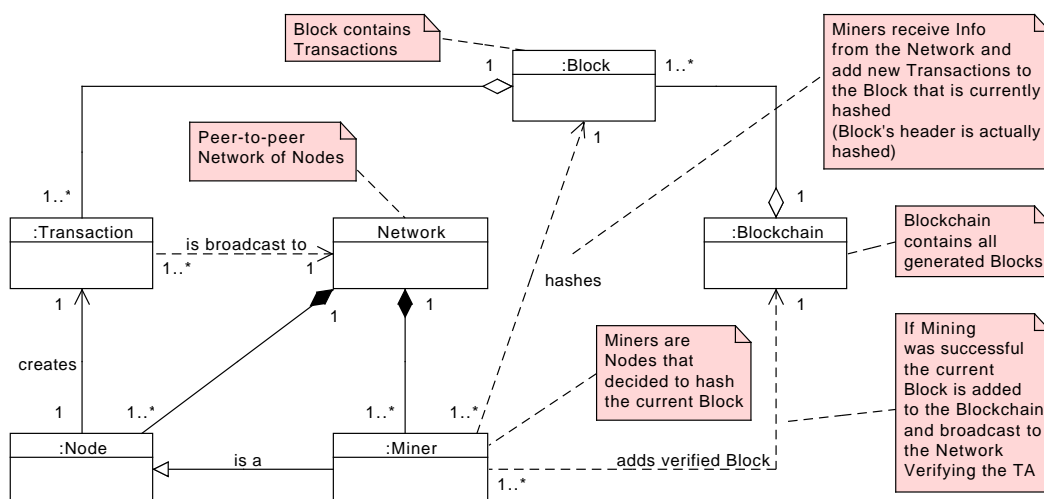 Block contains
Transactions
Miners receive Info
from the Network and
add new Transactions to
the Block that is currently
hashed
(Block's header is actually
hashed)
:Block
1
1..*
1
Peer-to-peer
Network of Nodes
1..*
1
:Transaction
Network
:Blockchain
Blockchain
contains all
generated Blocks
is broadcast to
1..*
1
hashes
1
1
1
1
creates
If Mining
was successful
the current
Block is added
to the Blockchain
and broadcast to
the Network
Verifying the TA
Miners are
Nodes that
decided to hash
the current Block
1
1..*
1..*
1..*
:Node
:Miner
is a
adds verified Block
1..*